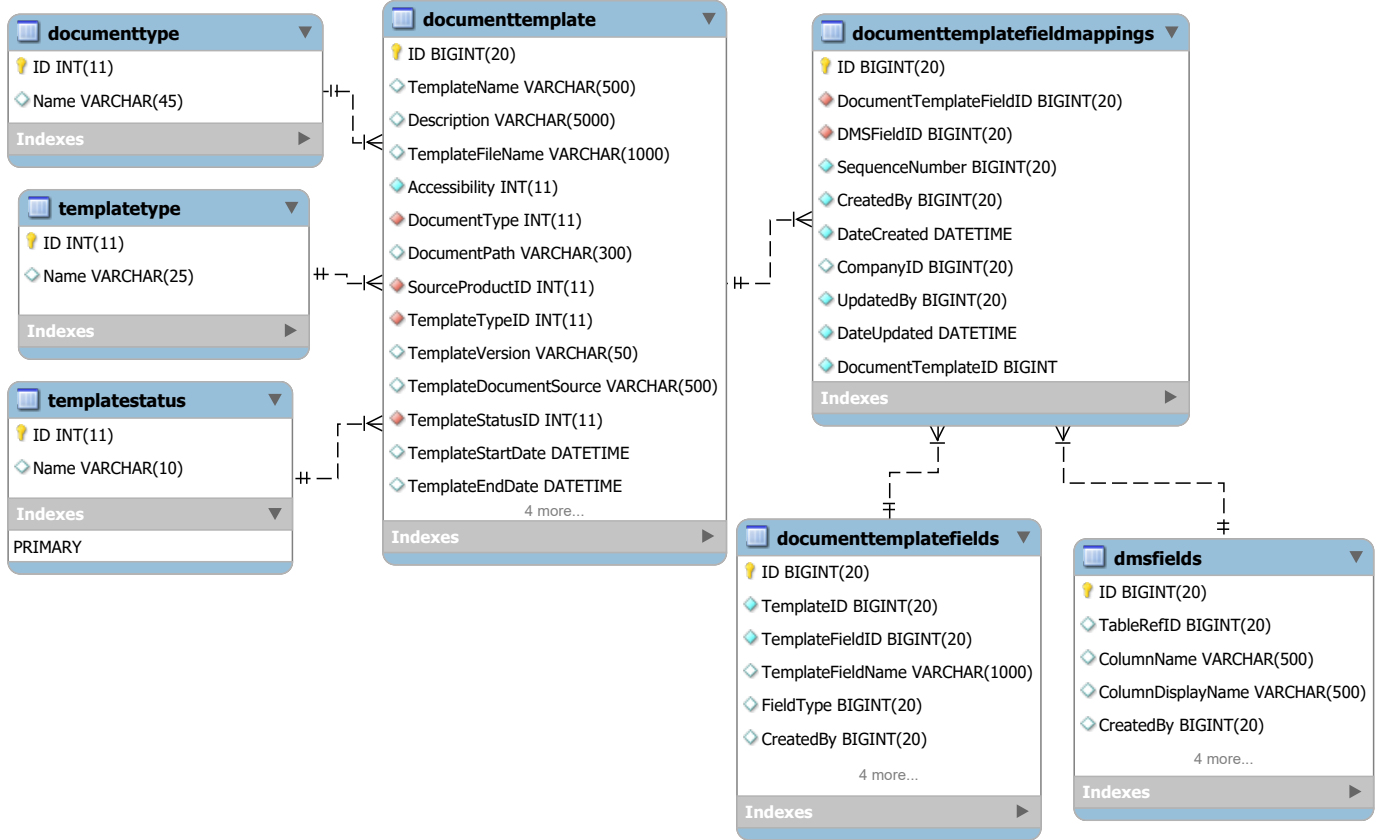 documenttype
ID INT(11)
Name VARCHAR(45)
Indexes
templatetype
ID INT(11)
Name VARCHAR(25)
Indexes
templatestatus
ID INT(11)
Name VARCHAR(10)
Indexes
PRIMARY
documenttemplate
ID BIGINT(20)
TemplateName VARCHAR(500)
Description VARCHAR(5000)
TemplateFileName VARCHAR(1000)
Accessibility INT(11)
DocumentType INT(11)
DocumentPath VARCHAR(300)
SourceProductID INT(11)
TemplateTypeID INT(11)
TemplateVersion VARCHAR(50)
TemplateDocumentSource VARCHAR(500)
TemplateStatusID INT(11)
TemplateStartDate DATETIME
TemplateEndDate DATETIME
4 more...
Indexes
documenttemplatefieldmappings
ID BIGINT(20)
DocumentTemplateFieldID BIGINT(20)
DMSFieldID BIGINT(20)
SequenceNumber BIGINT(20)
CreatedBy BIGINT(20)
DateCreated DATETIME
CompanyID BIGINT(20)
UpdatedBy BIGINT(20)
DateUpdated DATETIME
DocumentTemplateID BIGINT
Indexes
documenttemplatefields
ID BIGINT(20)
TemplateID BIGINT(20)
TemplateFieldID BIGINT(20)
TemplateFieldName VARCHAR(1000)
FieldType BIGINT(20)
CreatedBy BIGINT(20)
4 more...
Indexes
dmsfields
ID BIGINT(20)
TableRefID BIGINT(20)
ColumnName VARCHAR(500)
ColumnDisplayName VARCHAR(500)
CreatedBy BIGINT(20)
4 more...
Indexes